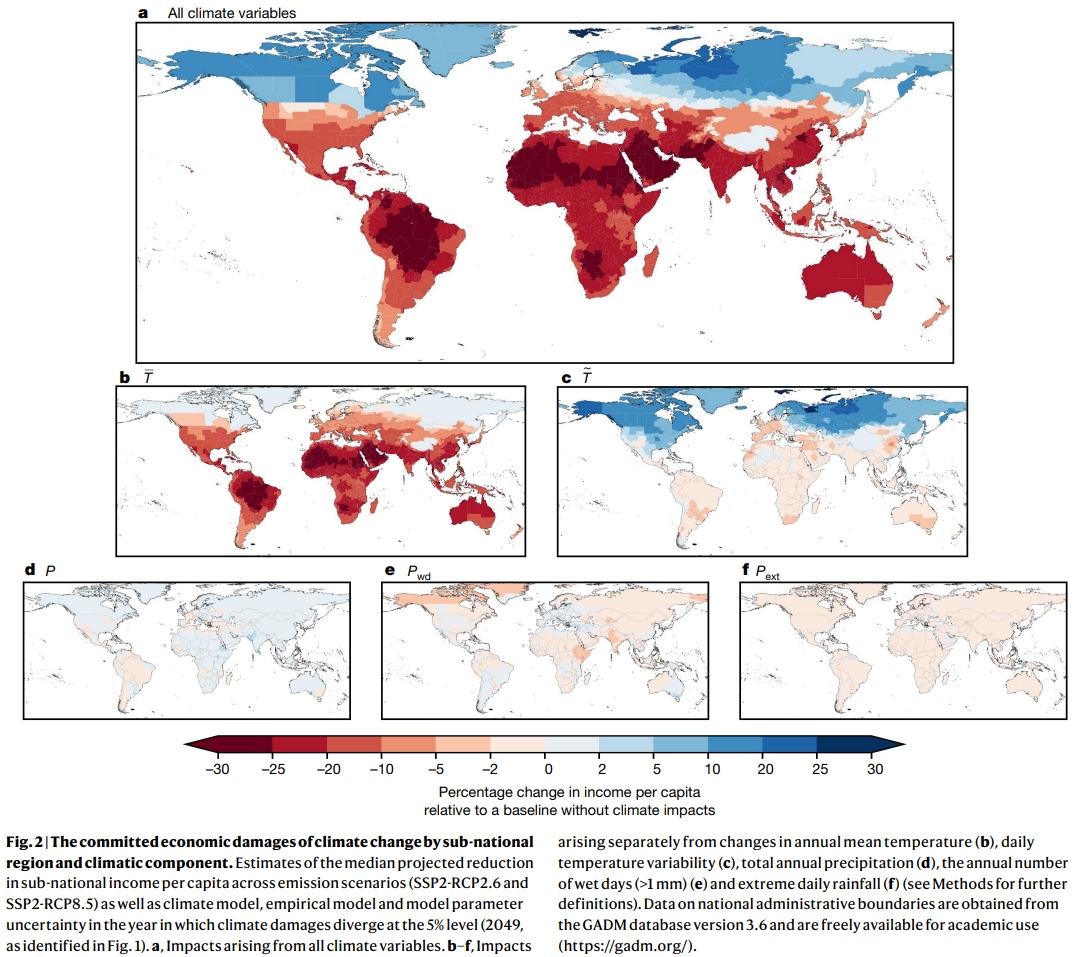 a All climate variables
b T̅
c T̃
d P
e Pwd
f Pext
–30 –25 –20 –10 –5 –2 0 2 5 10 20 25 30
Percentage change in income per capita
relative to a baseline without climate impacts
Fig. 2 | The committed economic damages of climate change by sub-national
region and climatic component. Estimates of the median projected reduction
in sub-national income per capita across emission scenarios (SSP2-RCP2.6 and
SSP2-RCP8.5) as well as climate model, empirical model and model parameter
uncertainty in the year in which climate damages diverge at the 5% level (2049,
as identified in Fig. 1). a, Impacts arising from all climate variables. b–f, Impacts
arising separately from changes in annual mean temperature (b), daily
temperature variability (c), total annual precipitation (d), the annual number
of wet days (>1 mm) (e) and extreme daily rainfall (f) (see Methods for further
definitions). Data on national administrative boundaries are obtained from
the GADM database version 3.6 and are freely available for academic use
(https://gadm.org/).